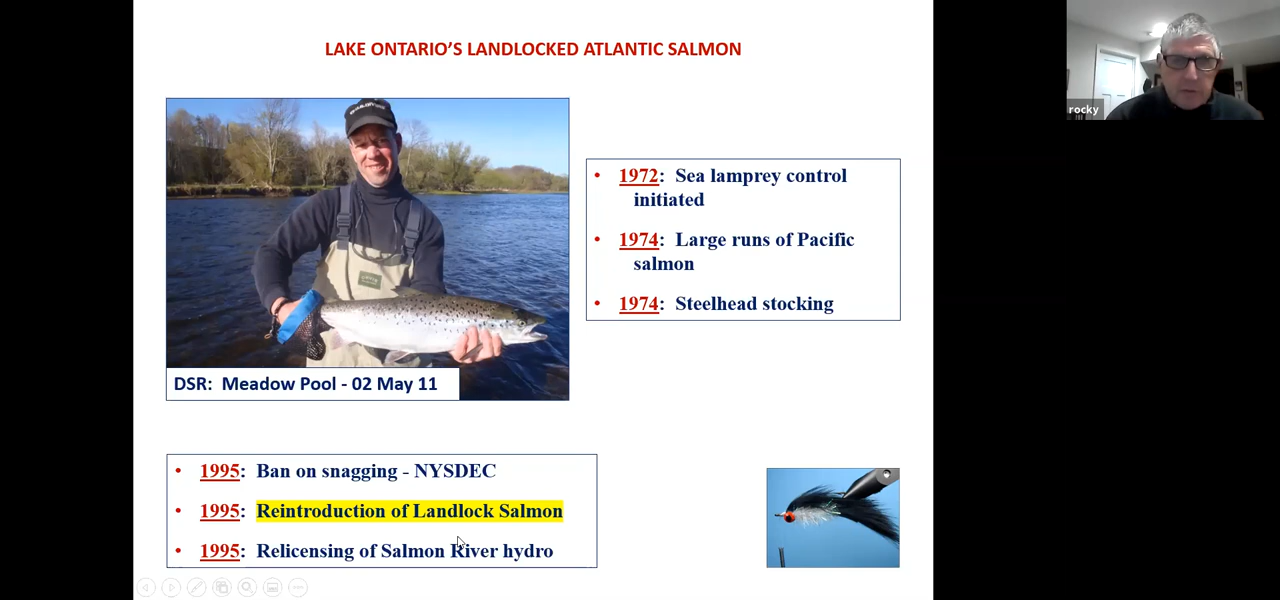 LAKE ONTARIO'S LANDLOCKED ATLANTIC SALMON
rocky
• 1972: Sea lamprey control
initiated
• 1974: Large runs of Pacific
salmon
• 1974: Steelhead stocking
DSR: Meadow Pool - 02 May 11
• 1995: Ban on snagging - NYSDEC
• 1995: Reintroduction of Landlock Salmon
• 1995: Relicensing of Salmon River hydro